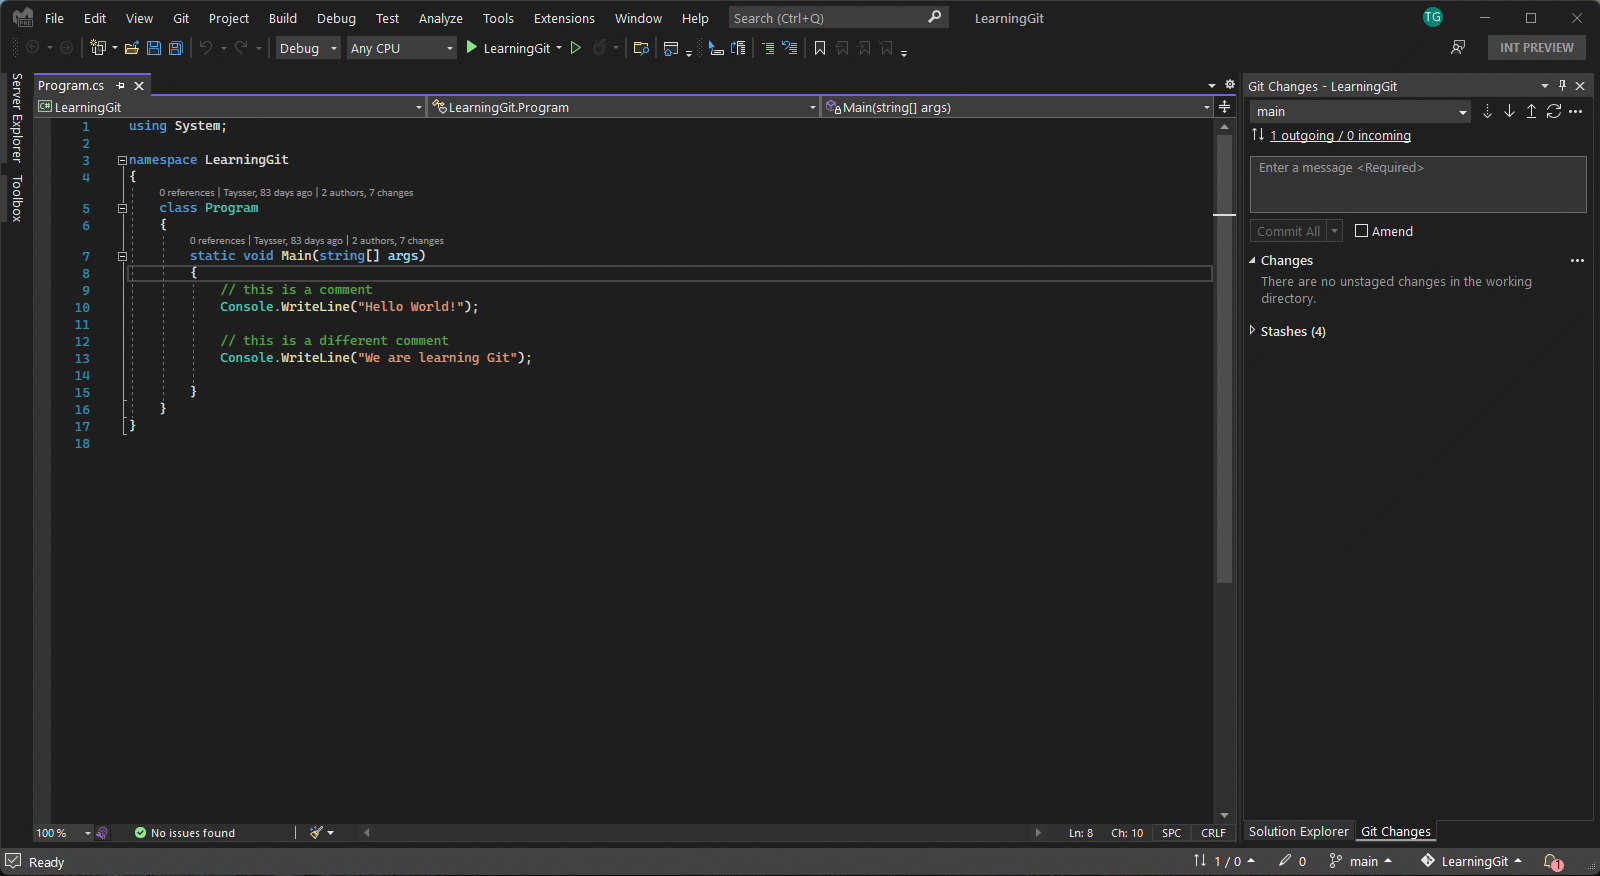 File Edit View Git Project Build Debug Test Analyze Tools Extensions Window Help Search (Ctrl+Q) LearningGit TG
Debug Any CPU LearningGit INT PREVIEW
Server Explorer
Toolbox
Program.cs
LearningGit LearningGit.Program Main(string[] args)
1 using System;
2
3 namespace LearningGit
4 {
0 references | Taysser, 83 days ago | 2 authors, 7 changes
5 class Program
6 {
0 references | Taysser, 83 days ago | 2 authors, 7 changes
7 static void Main(string[] args)
8 {
9 // this is a comment
10 Console.WriteLine("Hello World!");
11
12 // this is a different comment
13 Console.WriteLine("We are learning Git");
14
15 }
16 }
17 }
18
100 % No issues found Ln: 8 Ch: 10 SPC CRLF
Git Changes - LearningGit
main
1 outgoing / 0 incoming
Enter a message <Required>
Commit All Amend
Changes
There are no unstaged changes in the working
directory.
Stashes (4)
Solution Explorer Git Changes
Ready 1 / 0 0 main LearningGit 1